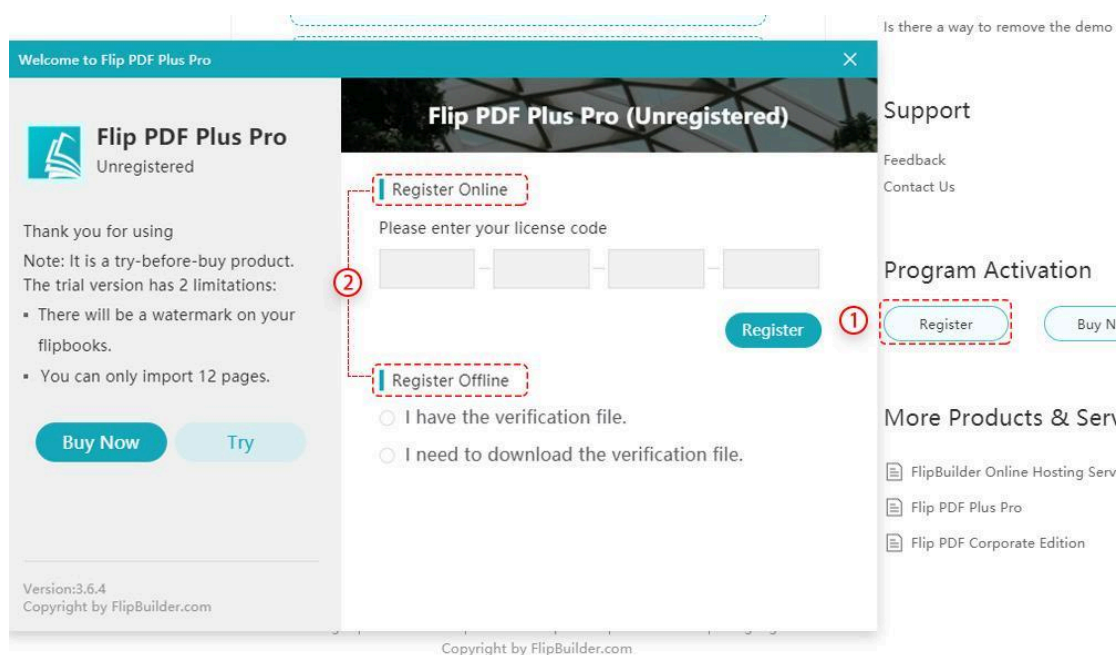 Is there a way to remove the demo
Welcome to Flip PDF Plus Pro
Flip PDF Plus Pro
Unregistered
Thank you for using
Note: It is a try-before-buy product.
The trial version has 2 limitations:
▪ There will be a watermark on your
flipbooks.
▪ You can only import 12 pages.
Buy Now
Try
Version:3.6.4
Copyright by FlipBuilder.com
Flip PDF Plus Pro (Unregistered)
Register Online
Please enter your license code
2
Register
Register Offline
I have the verification file.
I need to download the verification file.
Support
Feedback
Contact Us
Program Activation
1
Register
Buy N
More Products & Serv
FlipBuilder Online Hosting Serv
Flip PDF Plus Pro
Flip PDF Corporate Edition
Copyright by FlipBuilder.com